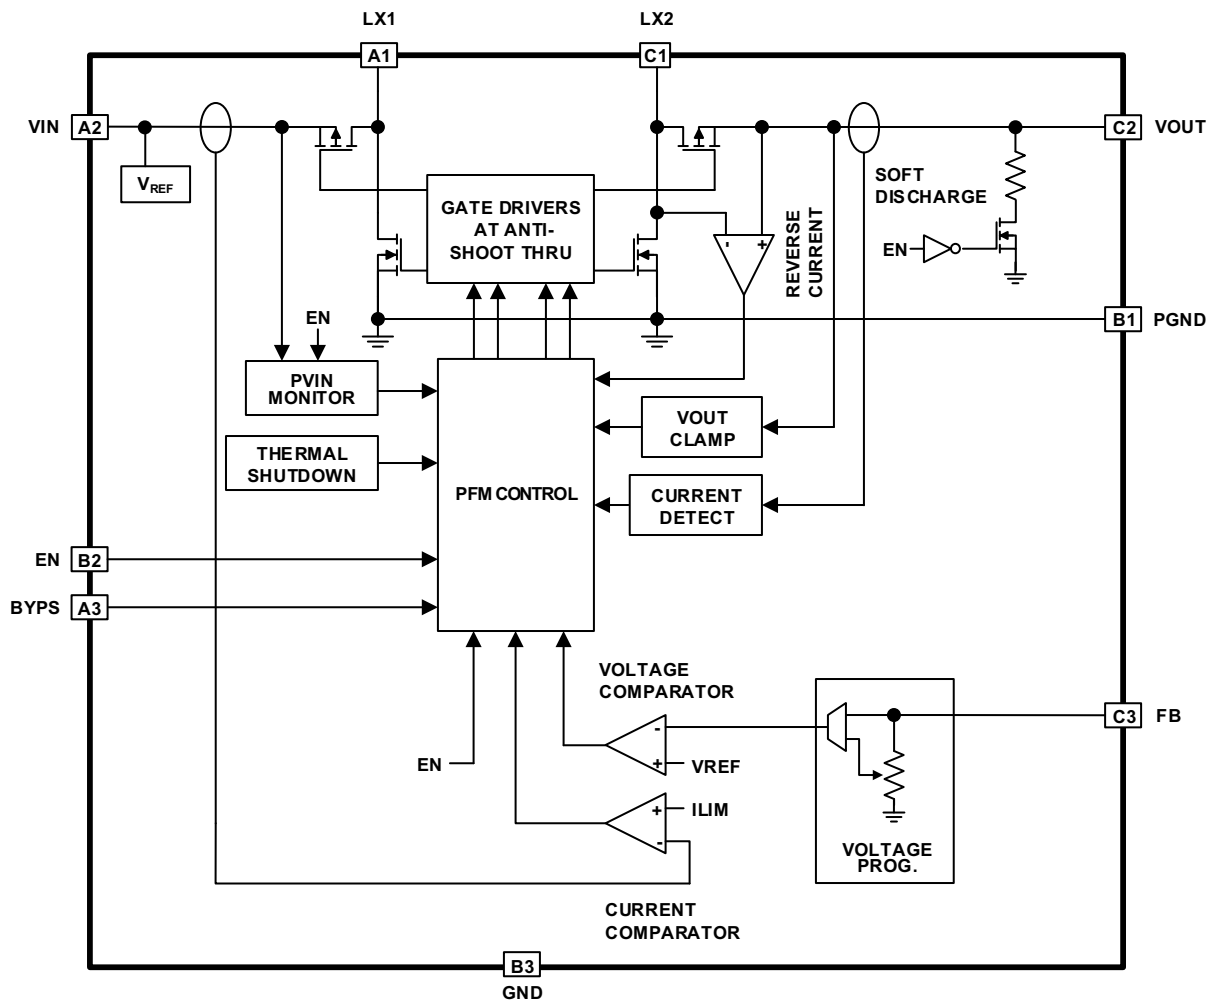 LX1
LX2
A1
C1
VIN
A2
C2
VOUT
VREF
SOFT
DISCHARGE
GATE DRIVERS
AT ANTI-
SHOOT THRU
-
+
REVERSE
CURRENT
EN
EN
B1
PGND
PVIN
MONITOR
VOUT
CLAMP
THERMAL
SHUTDOWN
PFM CONTROL
CURRENT
DETECT
EN
B2
BYPS
A3
VOLTAGE
COMPARATOR
-
+
VREF
EN
C3
FB
+
-
ILIM
VOLTAGE
PROG.
CURRENT
COMPARATOR
B3
GND